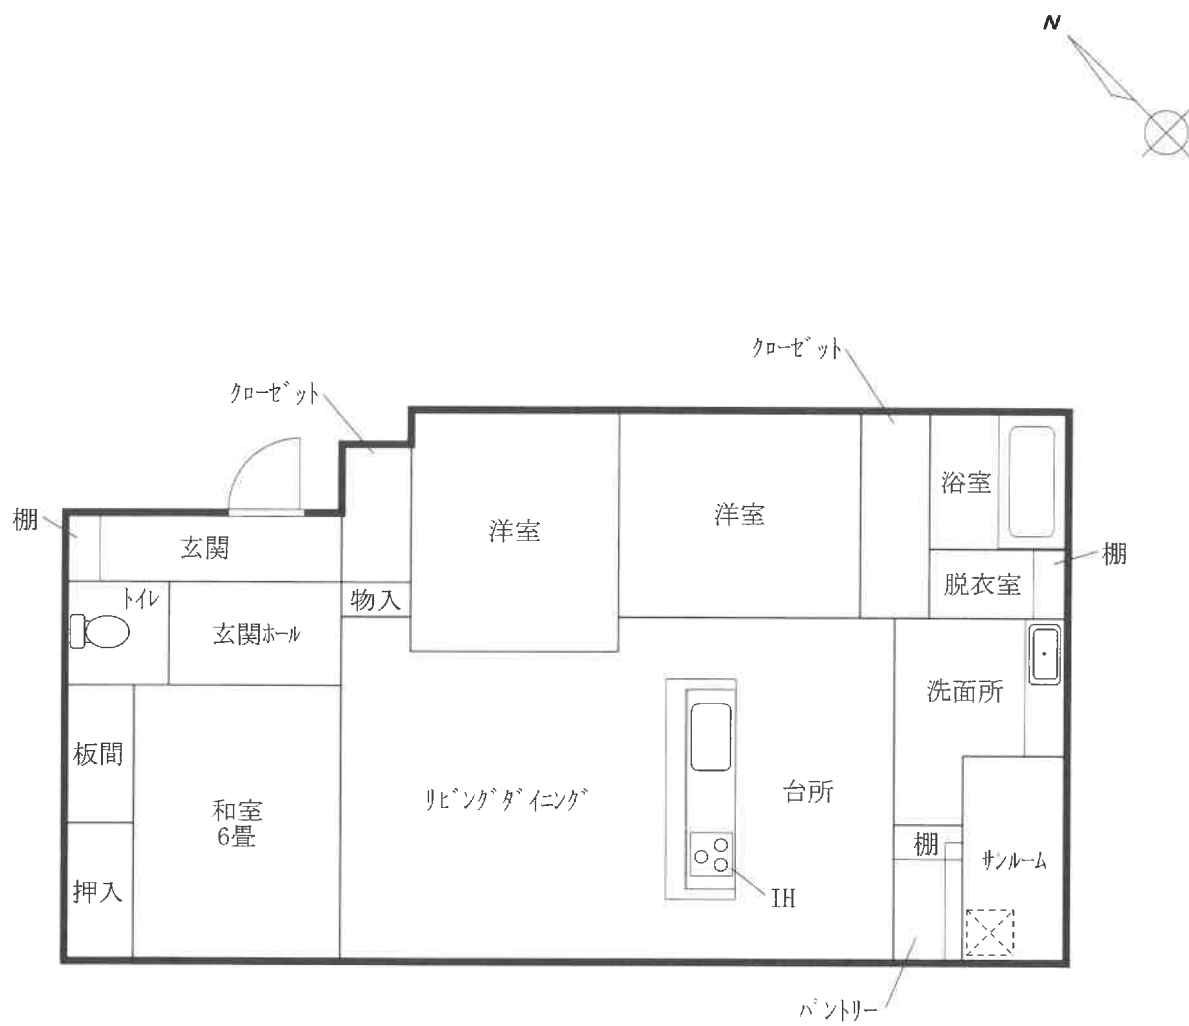 N
クローゼット
クローゼット
棚
玄関
洋室
洋室
浴室
棚
脱衣室
トイレ
物入
玄関ホール
洗面所
板間
和室
6畳
リビングダイニング
台所
棚
サンルーム
押入
IH
パントリー